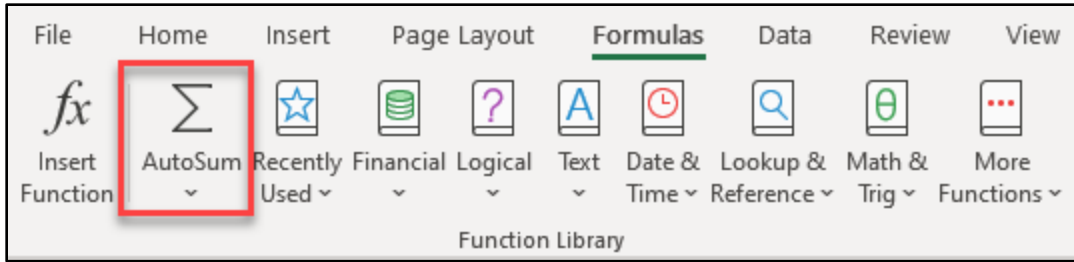 File Home Insert Page Layout Formulas Data Review View
fx Σ ? A θ
Insert AutoSum Recently Financial Logical Text Date & Lookup & Math & More
Function Used Time Reference Trig Functions
Function Library